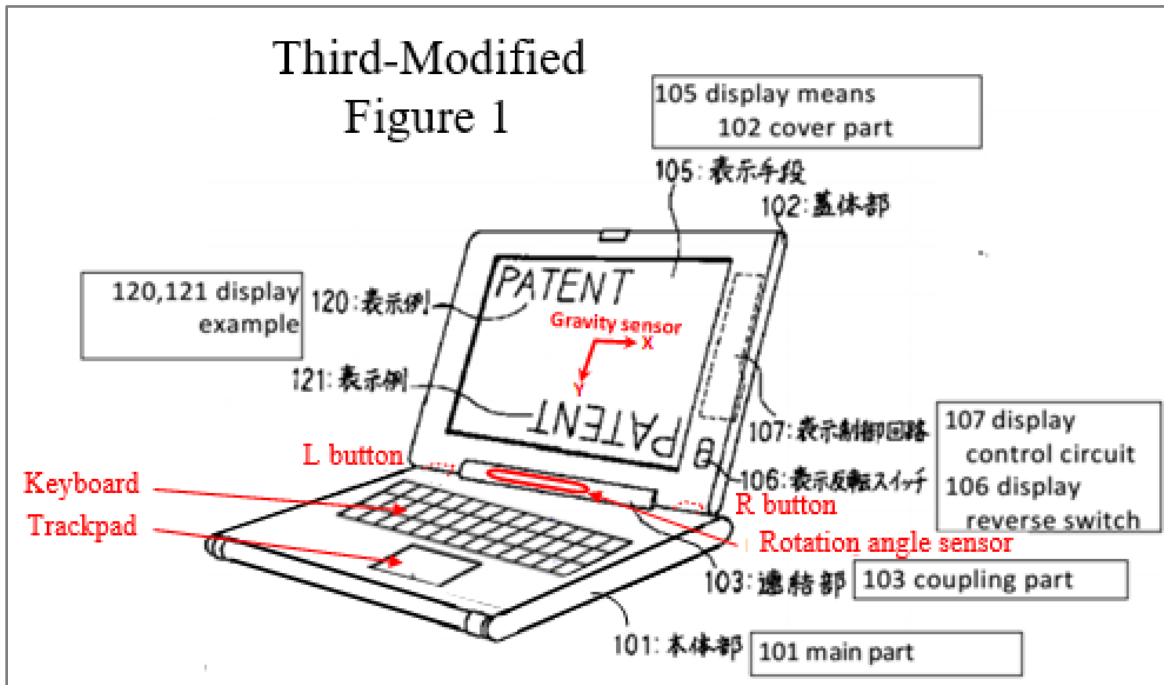 Third-Modified
Figure 1
105 display means
102 cover part
105:表示手段
102:蓋体部
120,121 display
example
PATENT
120:表示例
Gravity sensor
X
Y
121:表示例
PATENT
107:表示制御回路
107 display
control circuit
106 display
reverse switch
L button
106:表示反転スイッチ
Keyboard
R button
Trackpad
Rotation angle sensor
103:連結部
103 coupling part
101:本体部
101 main part